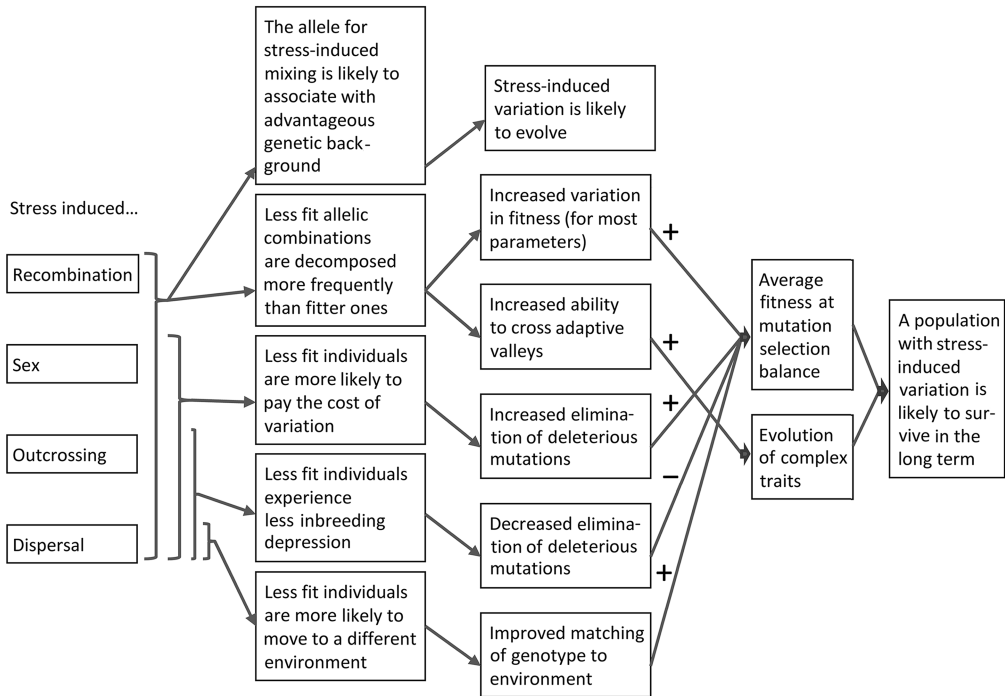 Stress induced...
Recombination
Sex
Outcrossing
Dispersal
The allele for
stress-induced
mixing is likely to
associate with
advantageous
genetic back-
ground
Less fit allelic
combinations
are decomposed
more frequently
than fitter ones
Less fit individuals
are more likely to
pay the cost of
variation
Less fit individuals
experience
less inbreeding
depression
Less fit individuals
are more likely to
move to a different
environment
Stress-induced
variation is likely
to evolve
Increased variation
in fitness (for most
parameters)
Increased ability
to cross adaptive
valleys
Increased elimina-
tion of deleterious
mutations
Decreased elimina-
tion of deleterious
mutations
Improved matching
of genotype to
environment
+
+
+
−
+
Average
fitness at
mutation
selection
balance
Evolution
of complex
traits
A population
with stress-
induced
variation is
likely to sur-
vive in the
long term